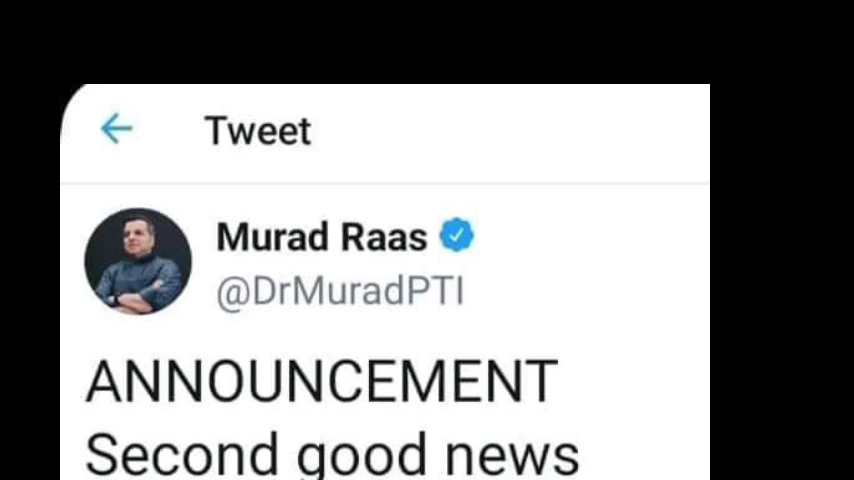 Tweet
Murad Raas
@DrMuradPTI
ANNOUNCEMENT
Second good news